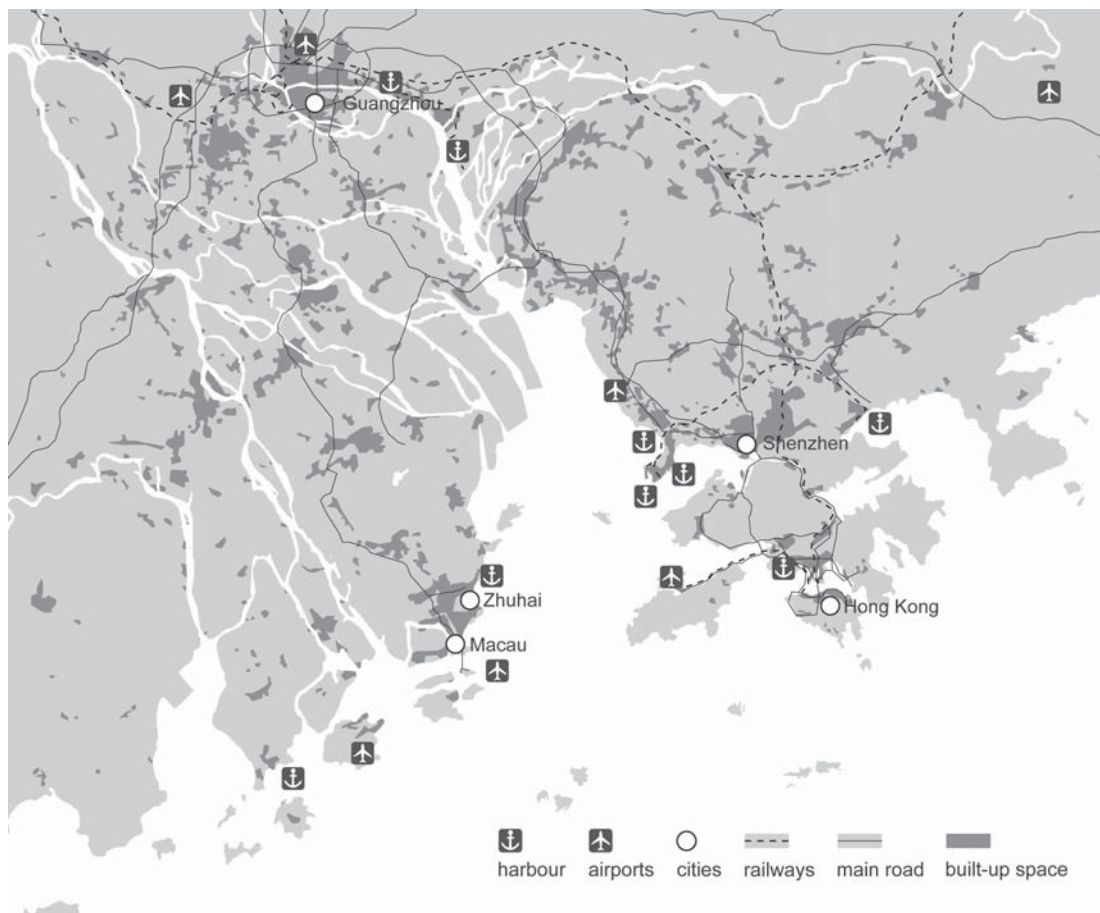 Guangzhou
Shenzhen
Zhuhai
Hong Kong
Macau
harbour
airports
cities
railways
main road
built-up space